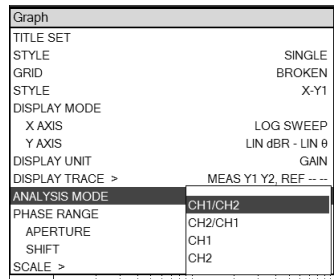 Graph
TITLE SET
STYLE SINGLE
GRID BROKEN
STYLE X-Y1
DISPLAY MODE
X AXIS LOG SWEEP
Y AXIS LIN dBR - LIN θ
DISPLAY UNIT GAIN
DISPLAY TRACE > MEAS Y1 Y2, REF -- --
ANALYSIS MODE
CH1/CH2
PHASE RANGE
CH2/CH1
APERTURE
CH1
SHIFT
CH2
SCALE >